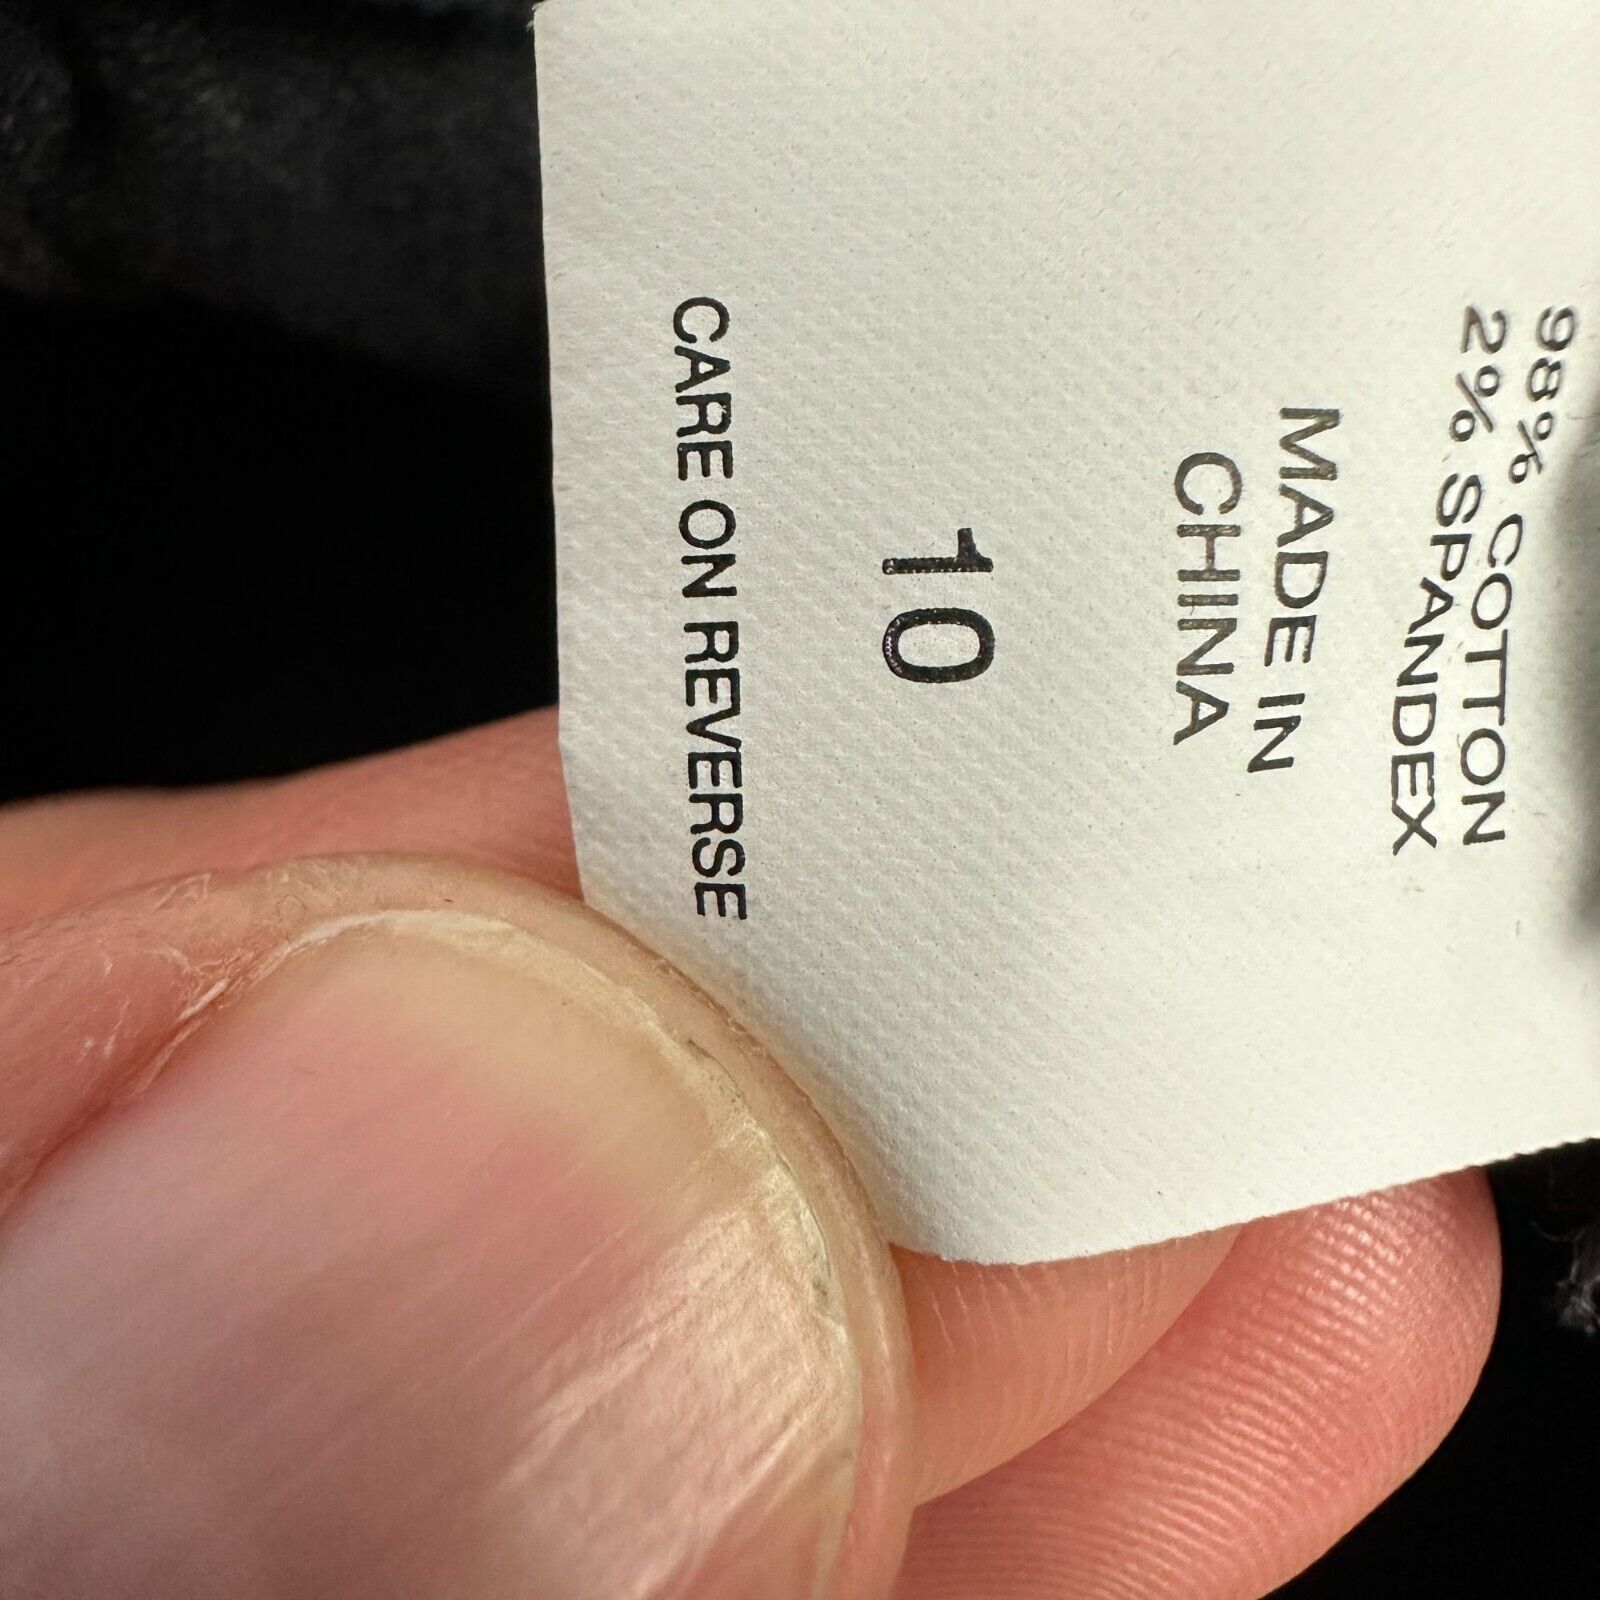 98% COTTON
2% SPANDEX
MADE IN
CHINA
10
CARE ON REVERSE